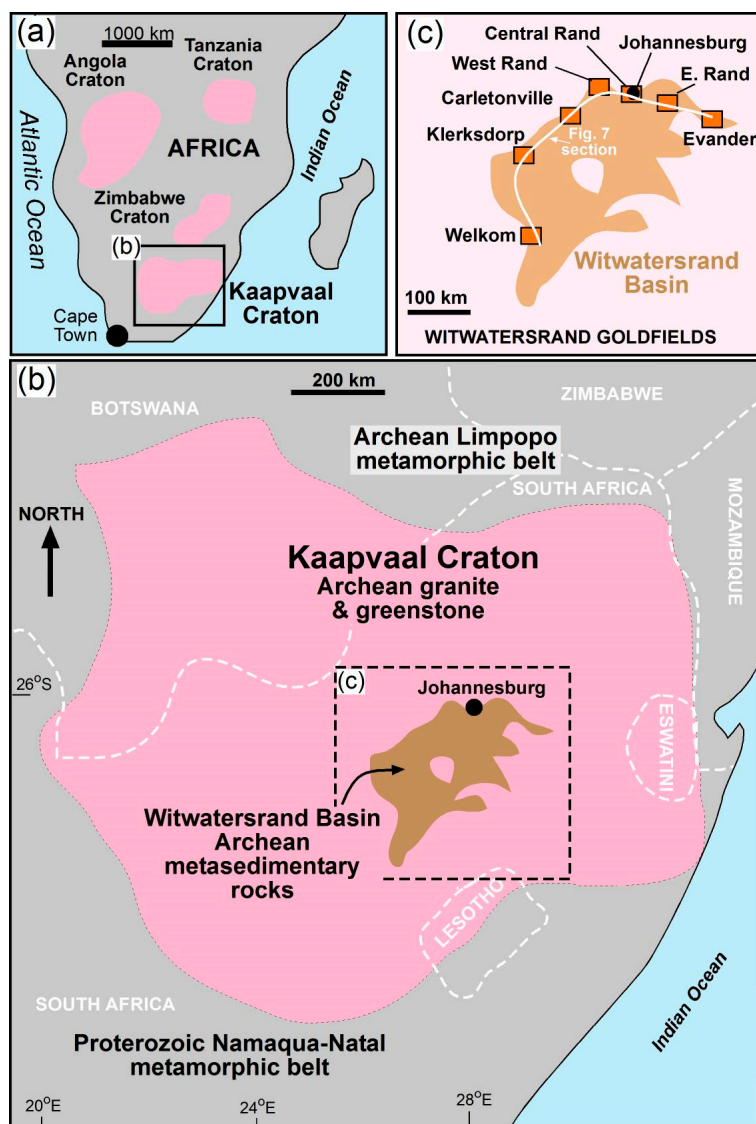 (a)
1000 km
Angola
Craton
Tanzania
Craton
AFRICA
Atlantic Ocean
Indian Ocean
Zimbabwe
Craton
(b)
Kaapvaal
Craton
Cape
Town
(c)
Central Rand
Johannesburg
West Rand
E. Rand
Carletonville
Klerksdorp
Fig. 7
section
Evander
Welkom
Witwatersrand
Basin
100 km
WITWATERSRAND GOLDFIELDS
(b)
200 km
BOTSWANA
ZIMBABWE
Archean Limpopo
metamorphic belt
SOUTH AFRICA
MOZAMBIQUE
NORTH
Kaapvaal Craton
Archean granite
& greenstone
26°S
(c)
Johannesburg
ESWATINI
Witwatersrand Basin
Archean
metasedimentary
rocks
LESOTHO
SOUTH AFRICA
Indian Ocean
Proterozoic Namaqua-Natal
metamorphic belt
20°E
24°E
28°E